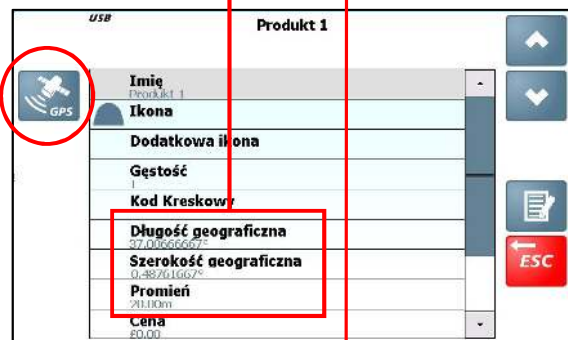 USB
Produkt 1
GPS
Imię
Produkt 1
Ikona
Dodatkowa ikona
Gęstość
1
Kod Kreskowy
Długość geograficzna
37.00666667°
Szerokość geograficzna
0.48761667°
Promień
20.00m
Cena
£0.00
ESC